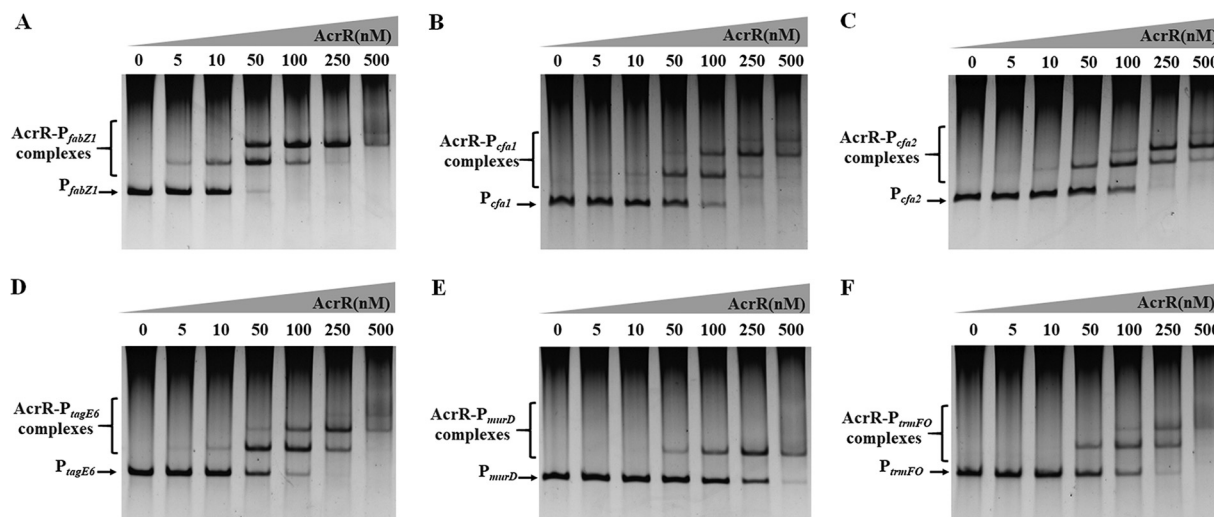 A
AcrR(nM)
0 5 10 50 100 250 500
AcrR-PfabZ1
complexes
PfabZ1
B
AcrR(nM)
0 5 10 50 100 250 500
AcrR-Pcfa1
complexes
Pcfa1
C
AcrR(nM)
0 5 10 50 100 250 500
AcrR-Pcfa2
complexes
Pcfa2
D
AcrR(nM)
0 5 10 50 100 250 500
AcrR-PtagE6
complexes
PtagE6
E
AcrR(nM)
0 5 10 50 100 250 500
AcrR-PmurD
complexes
PmurD
F
AcrR(nM)
0 5 10 50 100 250 500
AcrR-PtrmFO
complexes
PtrmFO